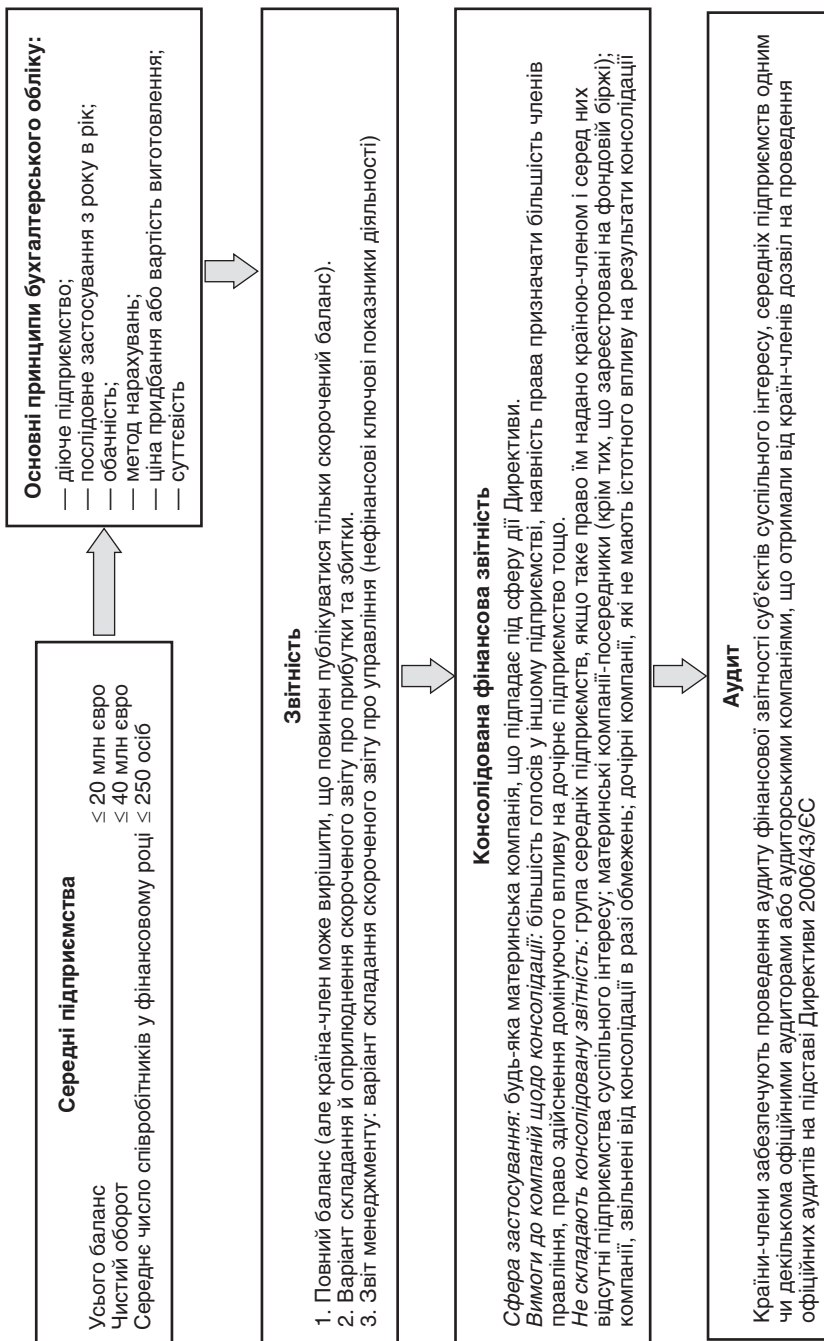 Середні підприємства
Усього баланс ≤ 20 млн євро
Чистий оборот ≤ 40 млн євро
Середнє число співробітників у фінансовому році ≤ 250 осіб
Основні принципи бухгалтерського обліку:
— діюче підприємство;
— послідовне застосування з року в рік;
— обачність;
— метод нарахувань;
— ціна придбання або вартість виготовлення;
— суттєвість
Звітність
1. Повний баланс (але країна-член може вирішити, що повинен публікуватися тільки скорочений баланс).
2. Варіант складання й оприлюднення скороченого звіту про прибутки та збитки.
3. Звіт менеджменту: варіант складання скороченого звіту про управління (нефінансові ключові показники діяльності)
Консолідована фінансова звітність
Сфера застосування: будь-яка материнська компанія, що підпадає під сферу дії Директиви.
Вимоги до компаній щодо консолідації: більшість голосів у іншому підприємстві, наявність права призначати більшість членів
правління, право здійснення домінуючого впливу на дочірнє підприємство тощо.
Не складають консолідовану звітність: група середніх підприємств, якщо таке право їм надано країною-членом і серед них
відсутні підприємства суспільного інтересу; материнські компанії-посередники (крім тих, що зареєстровані на фондовій біржі);
компанії, звільнені від консолідації в разі обмежень; дочірні компанії, які не мають істотного впливу на результати консолідації
Аудит
Країни-члени забезпечують проведення аудиту фінансової звітності суб’єктів суспільного інтересу, середніх підприємств одним
чи декількома офіційними аудиторами або аудиторськими компаніями, що отримали від країн-членів дозвіл на проведення
офіційних аудитів на підставі Директиви 2006/43/ЄС